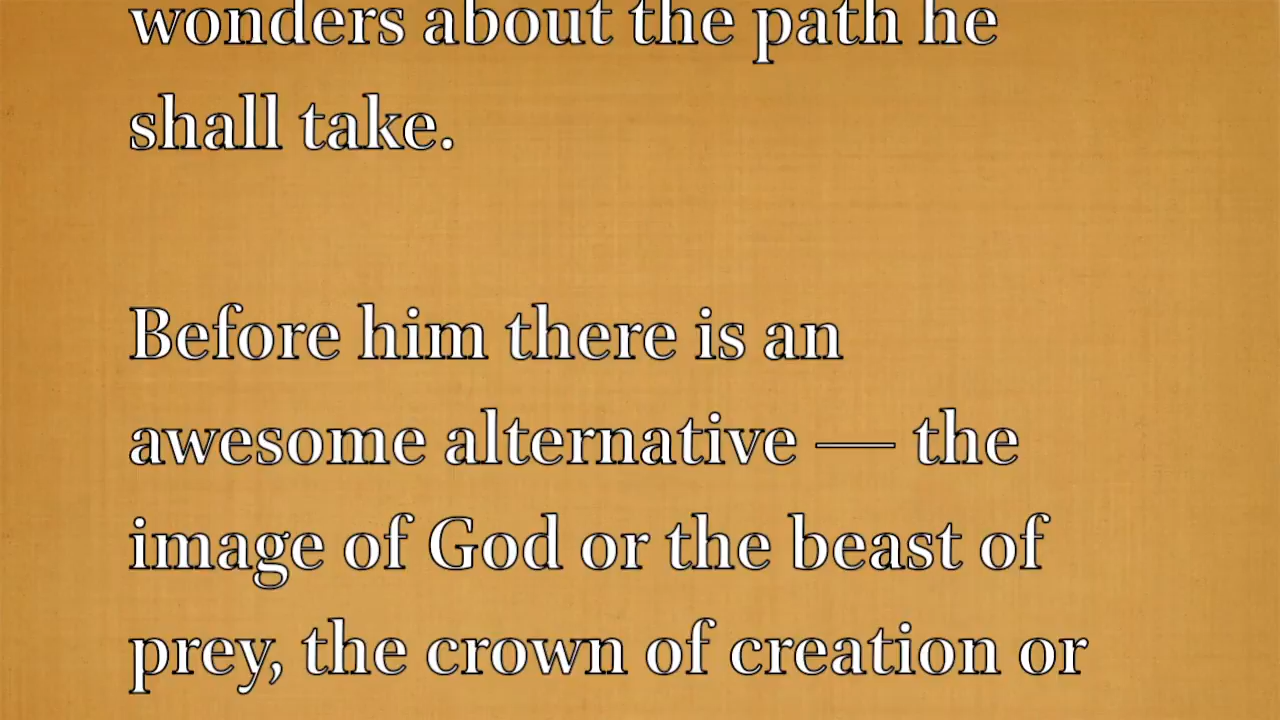 wonders about the path he
shall take.
Before him there is an
awesome alternative — the
image of God or the beast of
prey, the crown of creation or